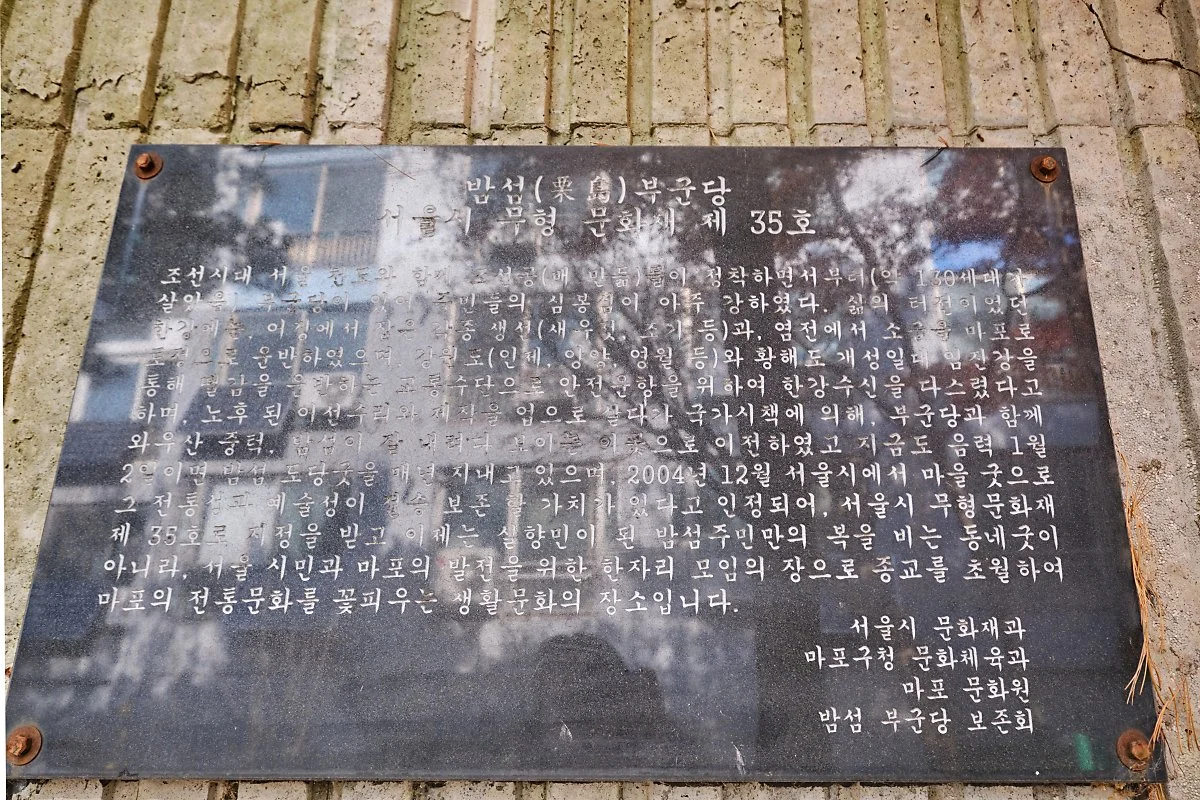 밤섬(栗島)부군당
서울시 무형 문화재 제 35호
조선시대 서울 천도와 함께 조선공(배 만듦)들이 정착하면서부터(약 130세대가
살았음) 부군당이 있어 주민들의 심봉심이 아주 강하였다. 삶의 터전이었던
한강에는, 어장에서 잡은 각종 생선(새우젓, 조기 등)과, 염전에서 소금을 마포로
운반하였으며, 강원도(인제, 양양, 영월 등)와 황해도 개성일대 임진강을
통해 땔감을 운반하는 교통수단으로 안전운항을 위하여 한강수신을 다스렸다고
하며, 노후 된 어선수리와 제작을 업으로 살다가 국가시책에 의해, 부군당과 함께
와우산 중턱, 밤섬이 잘 내려다 보이는 이곳으로 이전하였고 지금도 음력 1월
2일이면 밤섬 도당굿을 매년 지내고 있으며, 2004년 12월 서울시에서 마을 굿으로
그 전통성과 예술성이 전승 보존 할 가치가 있다고 인정되어, 서울시 무형문화재
제 35호로 지정을 받고 이제는 실향민이 된 밤섬주민만의 복을 비는 동네굿이
아니라, 서울 시민과 마포의 발전을 위한 한자리 모임의 장으로 종교를 초월하여
마포의 전통문화를 꽃피우는 생활문화의 장소입니다.
서울시 문화재과
마포구청 문화체육과
마포 문화원
밤섬 부군당 보존회